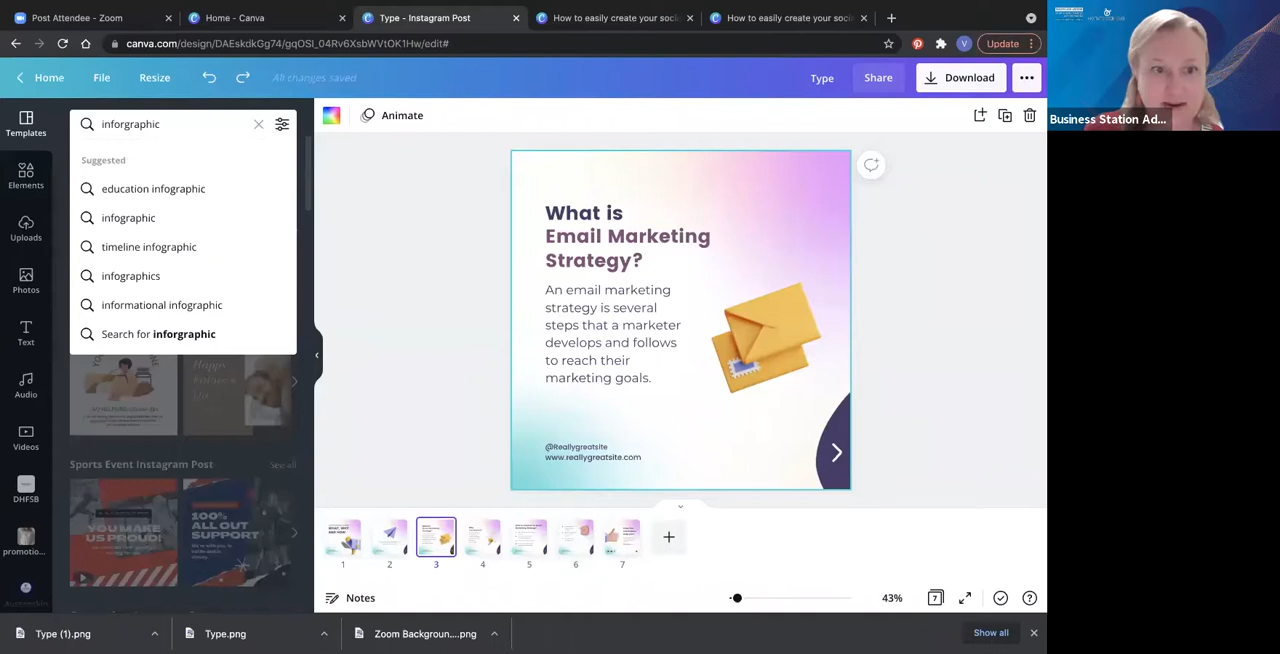 Post Attendee - Zoom
Home - Canva
Type - Instagram Post
How to easily create your soci
How to easily create your soci
canva.com/design/DAEskdkGg74/gqOSI_04Rv6XsbWVtOK1Hw/edit#
V
Update
Home
File
Resize
All changes saved
Type
Share
Download
Templates
Elements
Uploads
Photos
Text
Audio
Videos
DHFSB
promotio...
inforgraphic
Suggested
education infographic
infographic
timeline infographic
infographics
informational infographic
Search for inforgraphic
Happy
Sports Event Instagram Post
See all
YOU MAKE
US PROUD!
100%
ALL OUT
SUPPORT
Animate
What is
Email Marketing
Strategy?
An email marketing
strategy is several
steps that a marketer
develops and follows
to reach their
marketing goals.
@Reallygreatsite
www.reallygreatsite.com
1
2
3
4
5
6
7
Notes
43%
7
Type (1).png
Type.png
Zoom Backgroun....png
Show all
Business Station Ad...